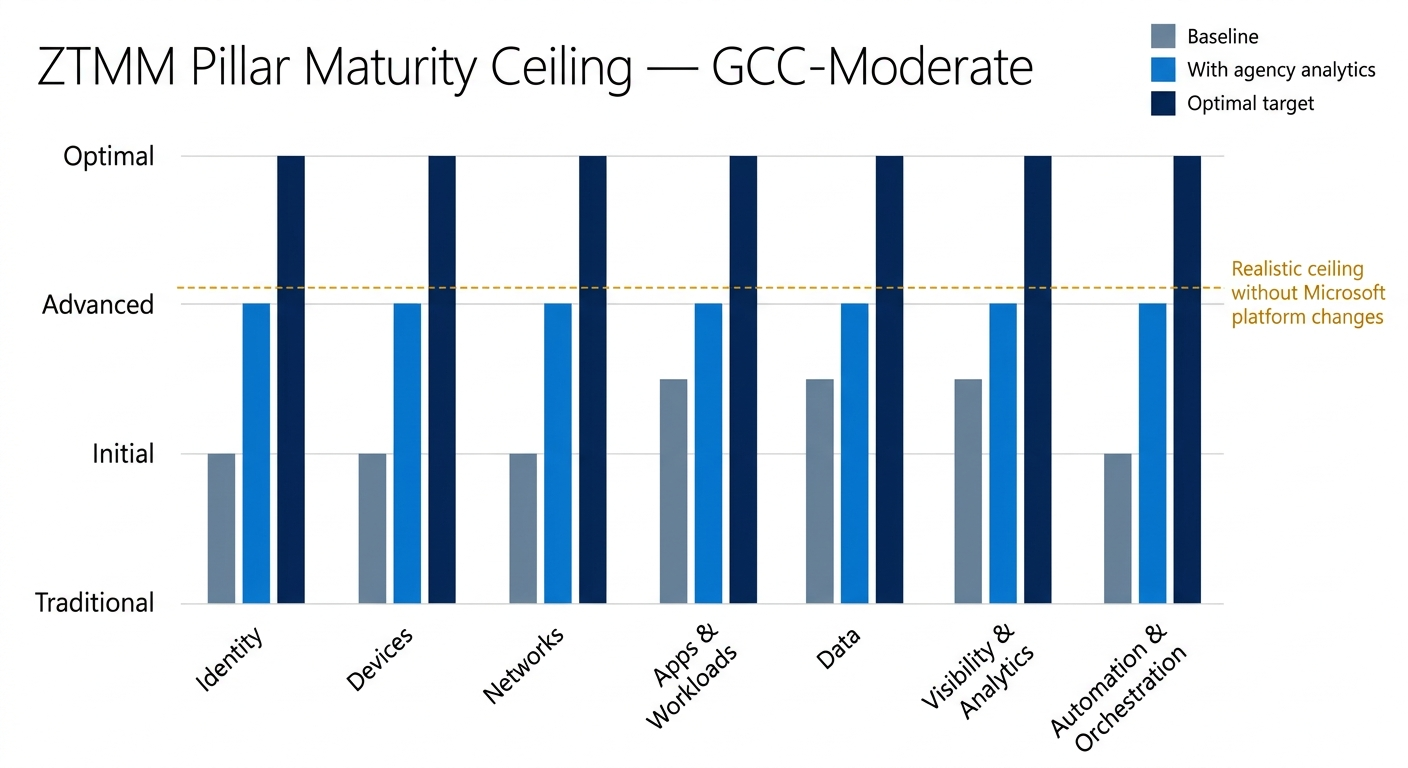 ZTMM Pillar Maturity Ceiling — GCC-Moderate
Baseline
With agency analytics
Optimal target
Optimal
Advanced
Initial
Traditional
Realistic ceiling
without Microsoft
platform changes
Identity
Devices
Networks
Apps &
Workloads
Data
Visibility &
Analytics
Automation &
Orchestration